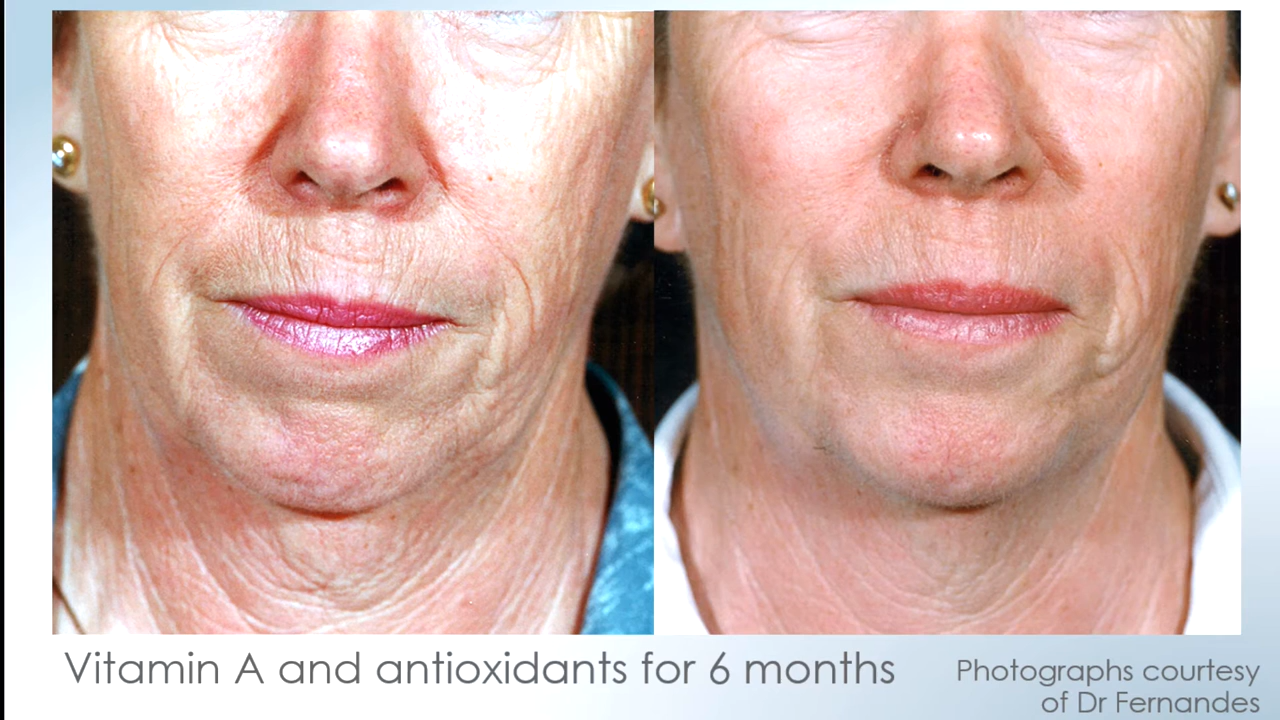 Vitamin A and antioxidants for 6 months
Photographs courtesy
of Dr Fernandes